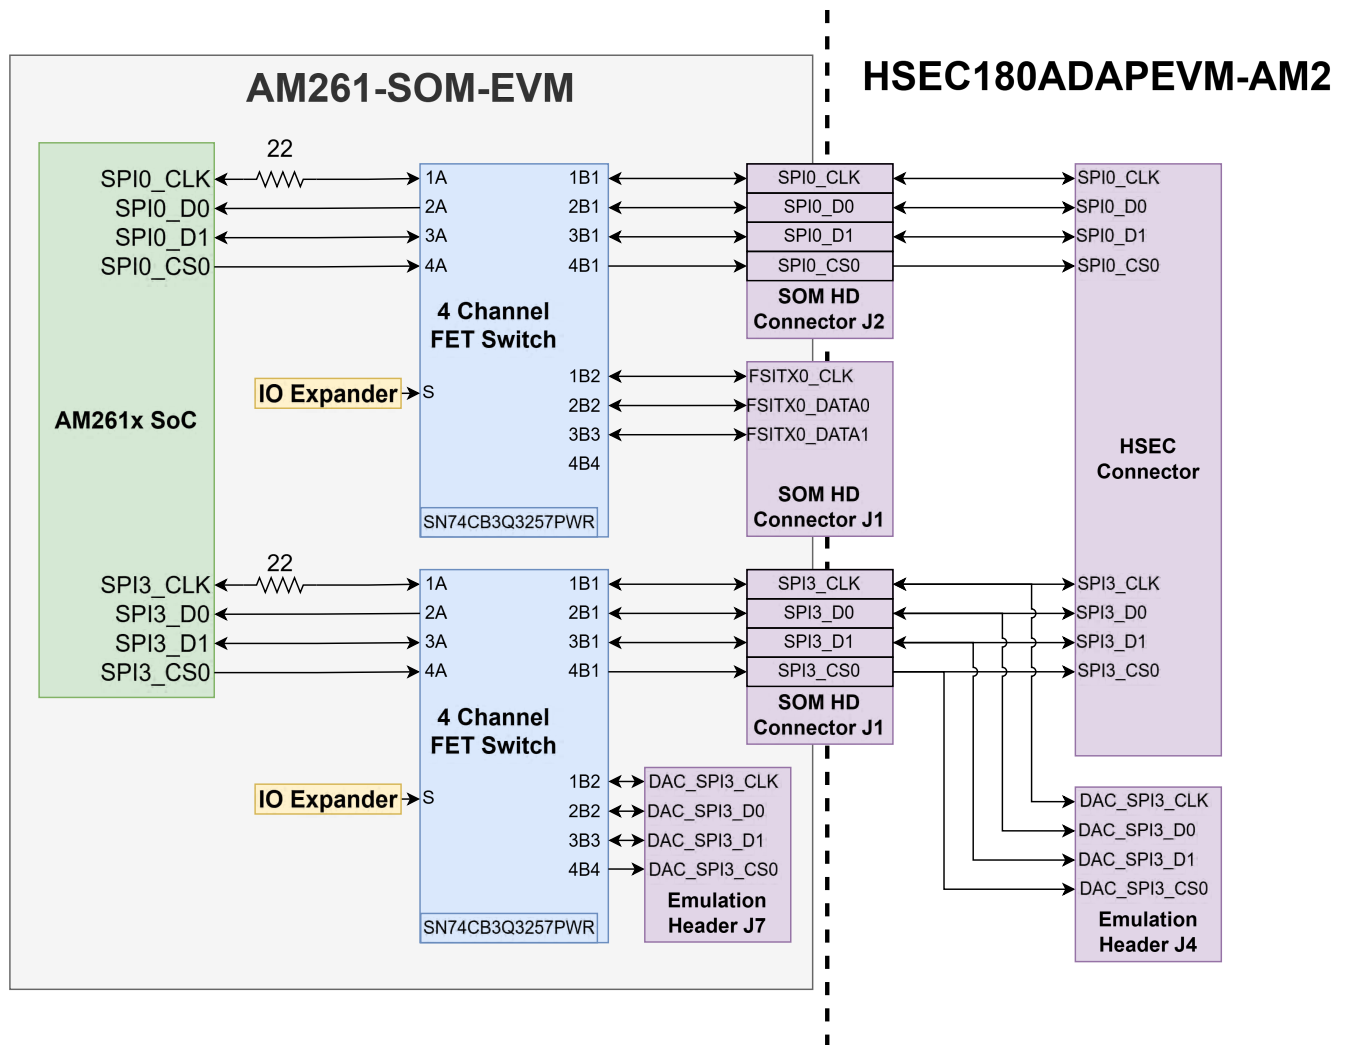 AM261-SOM-EVM
HSEC180ADAPEVM-AM2
22
SPI0_CLK
SPI0_D0
SPI0_D1
SPI0_CS0
AM261x SoC
SPI3_CLK
SPI3_D0
SPI3_D1
SPI3_CS0
22
IO Expander
IO Expander
1A
2A
3A
4A
1B1
2B1
3B1
4B1
4 Channel
FET Switch
S
1B2
2B2
3B3
4B4
SN74CB3Q3257PWR
1A
2A
3A
4A
1B1
2B1
3B1
4B1
4 Channel
FET Switch
S
1B2
2B2
3B3
4B4
SN74CB3Q3257PWR
SPI0_CLK
SPI0_D0
SPI0_D1
SPI0_CS0
SOM HD
Connector J2
FSITX0_CLK
FSITX0_DATA0
FSITX0_DATA1
SOM HD
Connector J1
SPI3_CLK
SPI3_D0
SPI3_D1
SPI3_CS0
SOM HD
Connector J1
DAC_SPI3_CLK
DAC_SPI3_D0
DAC_SPI3_D1
DAC_SPI3_CS0
Emulation
Header J7
SPI0_CLK
SPI0_D0
SPI0_D1
SPI0_CS0
HSEC
Connector
SPI3_CLK
SPI3_D0
SPI3_D1
SPI3_CS0
DAC_SPI3_CLK
DAC_SPI3_D0
DAC_SPI3_D1
DAC_SPI3_CS0
Emulation
Header J4